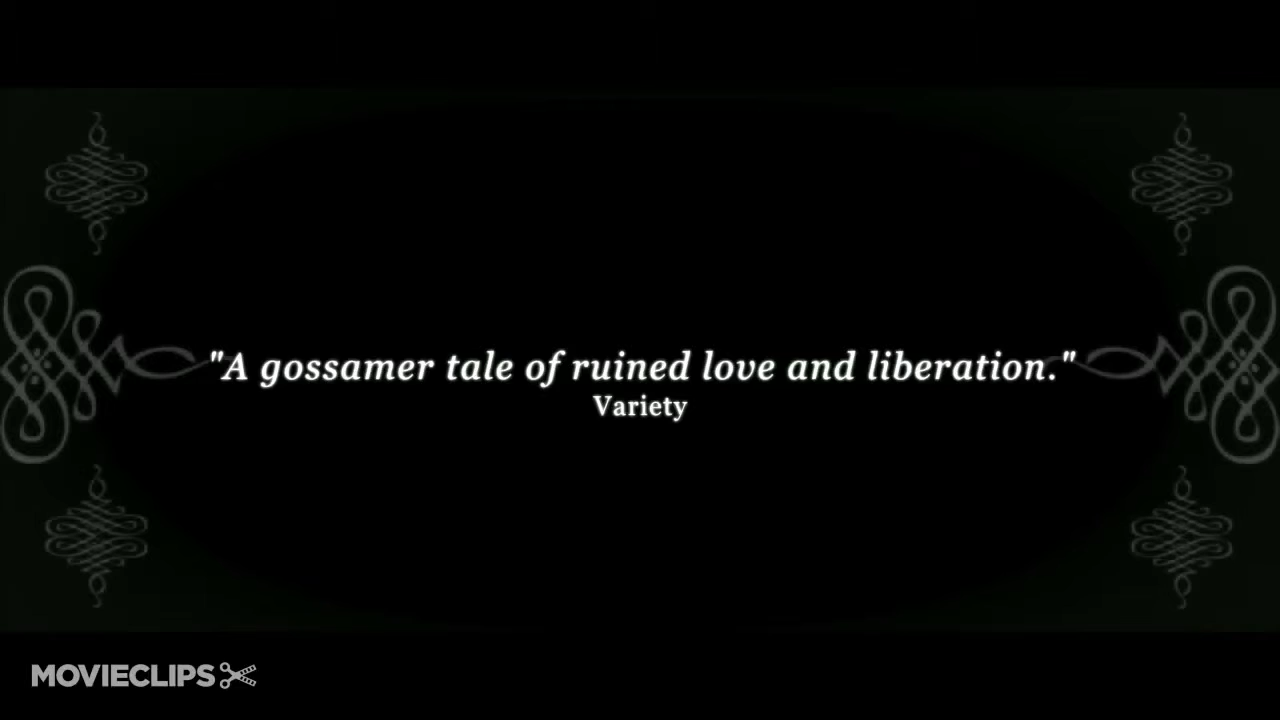 "A gossamer tale of ruined love and liberation."
Variety
MOVIECLIPS